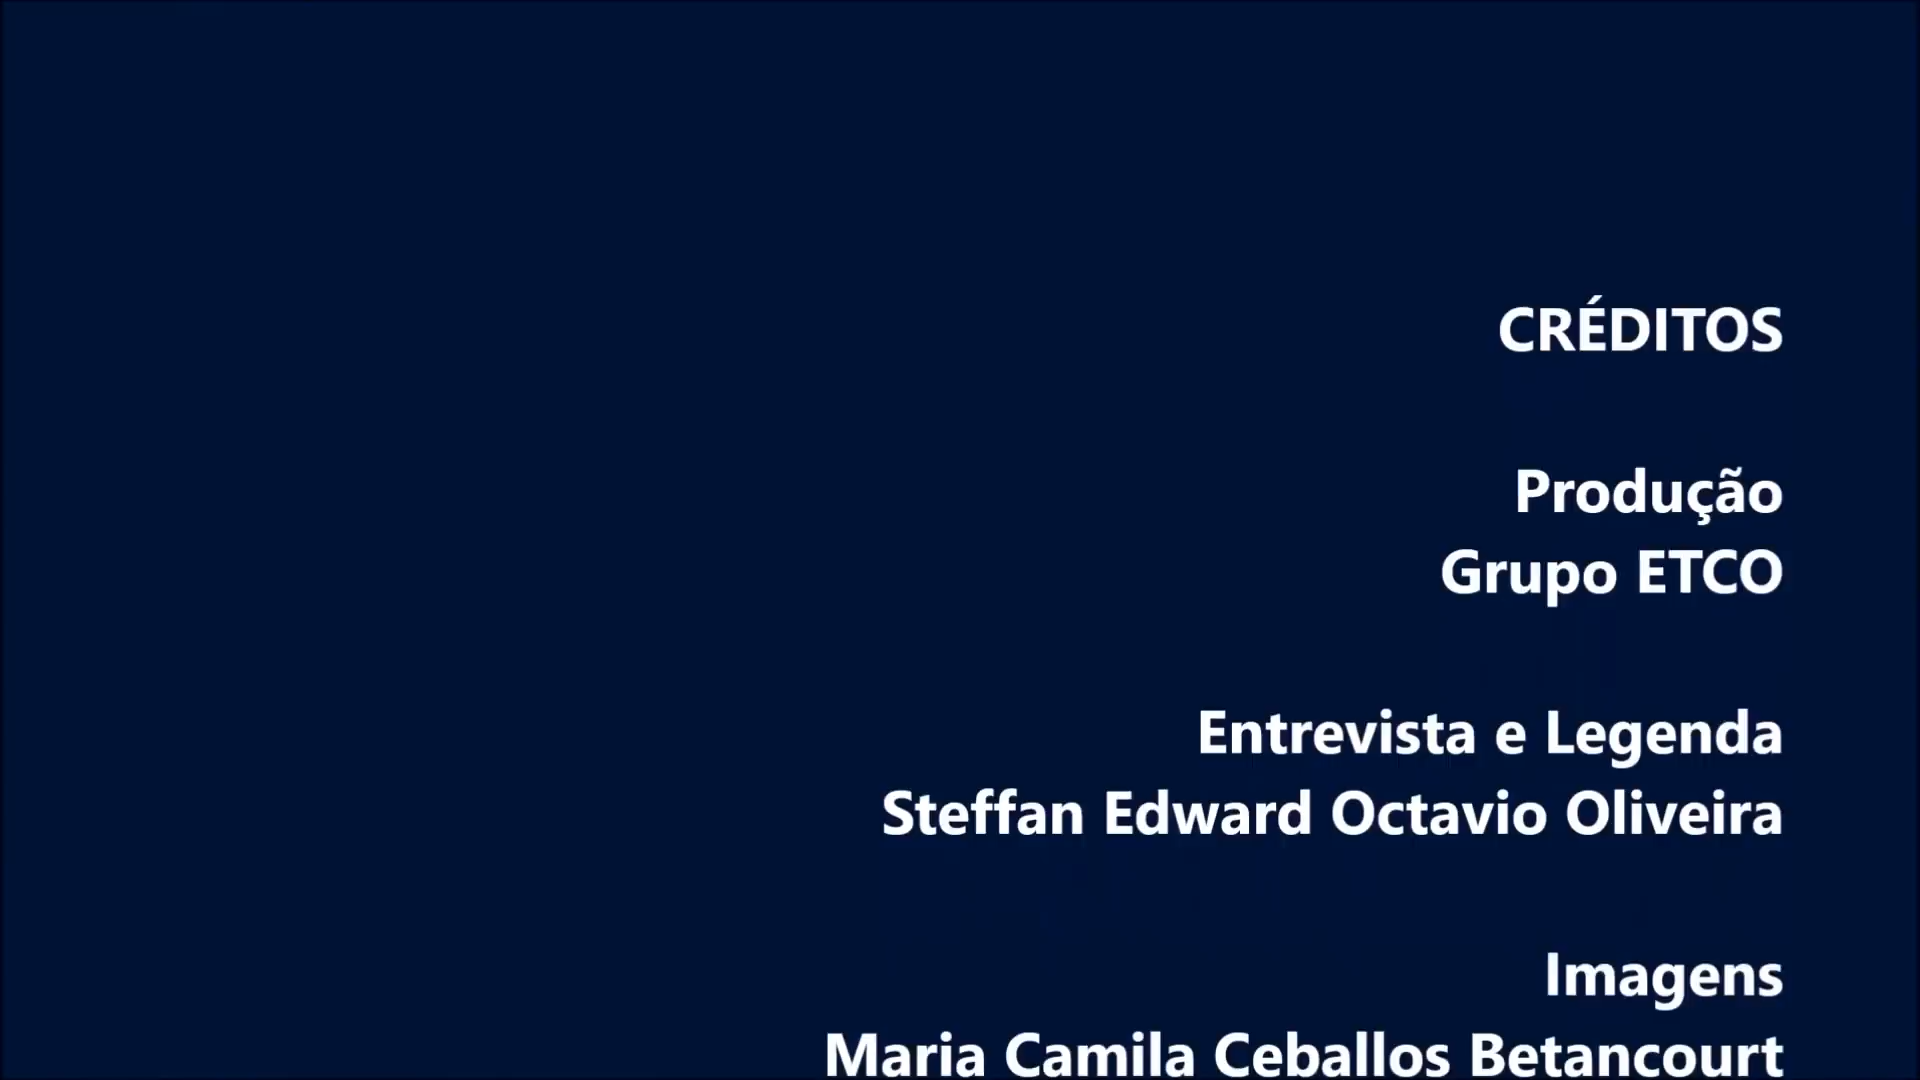 CRÉDITOS
Produção
Grupo ETCO
Entrevista e Legenda
Steffan Edward Octavio Oliveira
Imagens
Maria Camila Ceballos Betancourt